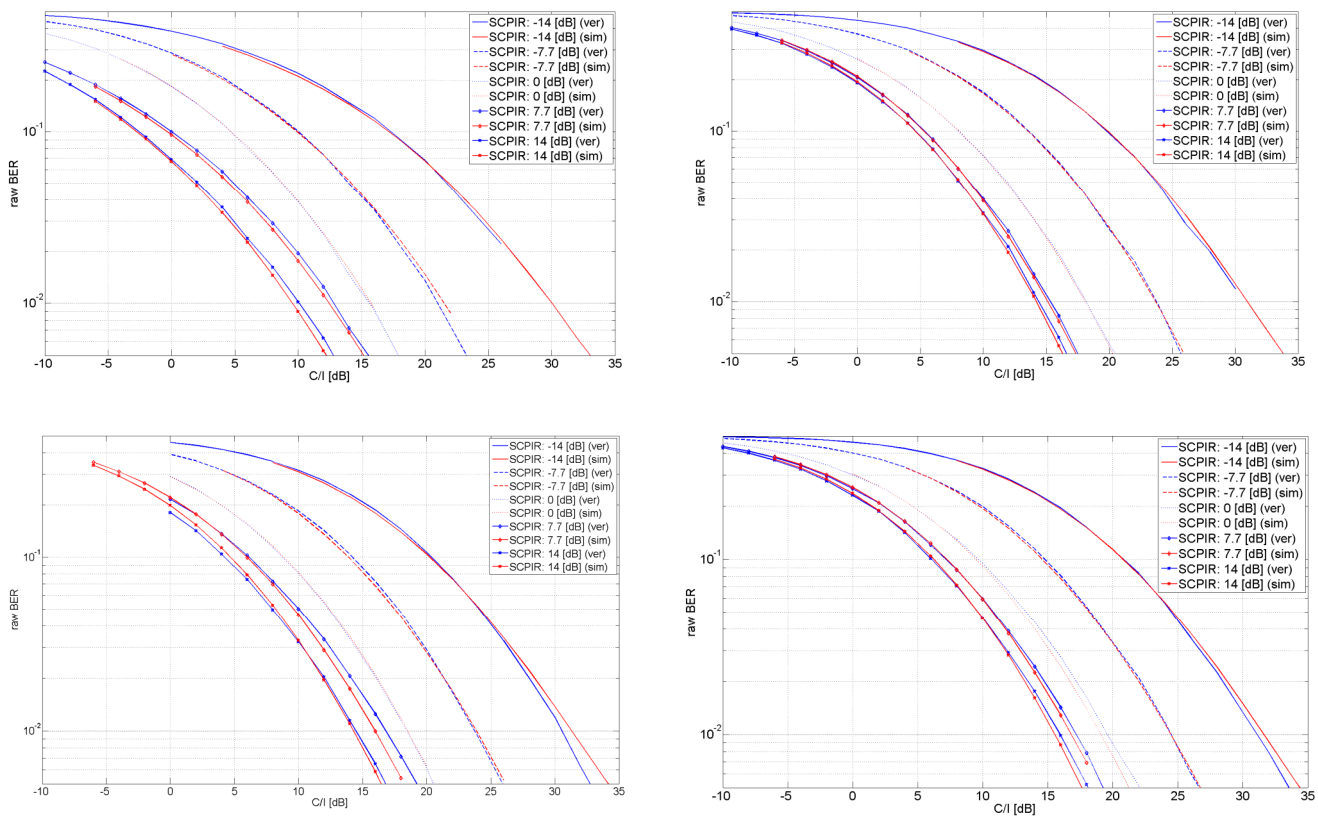 SCPIR: -14 [dB] (ver)
SCPIR: -14 [dB] (sim)
SCPIR: -7.7 [dB] (ver)
SCPIR: -7.7 [dB] (sim)
SCPIR: 0 [dB] (ver)
SCPIR: 0 [dB] (sim)
SCPIR: 7.7 [dB] (ver)
SCPIR: 7.7 [dB] (sim)
SCPIR: 14 [dB] (ver)
SCPIR: 14 [dB] (sim)
raw BER
10^-1
10^-2
-10 -5 0 5 10 15 20 25 30 35
C/I [dB]
SCPIR: -14 [dB] (ver)
SCPIR: -14 [dB] (sim)
SCPIR: -7.7 [dB] (ver)
SCPIR: -7.7 [dB] (sim)
SCPIR: 0 [dB] (ver)
SCPIR: 0 [dB] (sim)
SCPIR: 7.7 [dB] (ver)
SCPIR: 7.7 [dB] (sim)
SCPIR: 14 [dB] (ver)
SCPIR: 14 [dB] (sim)
raw BER
10^-1
10^-2
-10 -5 0 5 10 15 20 25 30 35
C/I [dB]
SCPIR: -14 [dB] (ver)
SCPIR: -14 [dB] (sim)
SCPIR: -7.7 [dB] (ver)
SCPIR: -7.7 [dB] (sim)
SCPIR: 0 [dB] (ver)
SCPIR: 0 [dB] (sim)
SCPIR: 7.7 [dB] (ver)
SCPIR: 7.7 [dB] (sim)
SCPIR: 14 [dB] (ver)
SCPIR: 14 [dB] (sim)
raw BER
10^-1
10^-2
-10 -5 0 5 10 15 20 25 30 35
C/I [dB]
SCPIR: -14 [dB] (ver)
SCPIR: -14 [dB] (sim)
SCPIR: -7.7 [dB] (ver)
SCPIR: -7.7 [dB] (sim)
SCPIR: 0 [dB] (ver)
SCPIR: 0 [dB] (sim)
SCPIR: 7.7 [dB] (ver)
SCPIR: 7.7 [dB] (sim)
SCPIR: 14 [dB] (ver)
SCPIR: 14 [dB] (sim)
raw BER
10^-1
10^-2
-10 -5 0 5 10 15 20 25 30 35
C/I [dB]